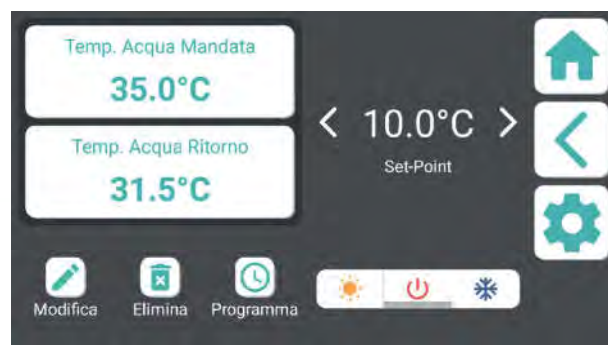 Temp. Acqua Mandata
35.0°C
Temp. Acqua Ritorno
31.5°C
10.0°C
Set-Point
Modifica
Elimina
Programma